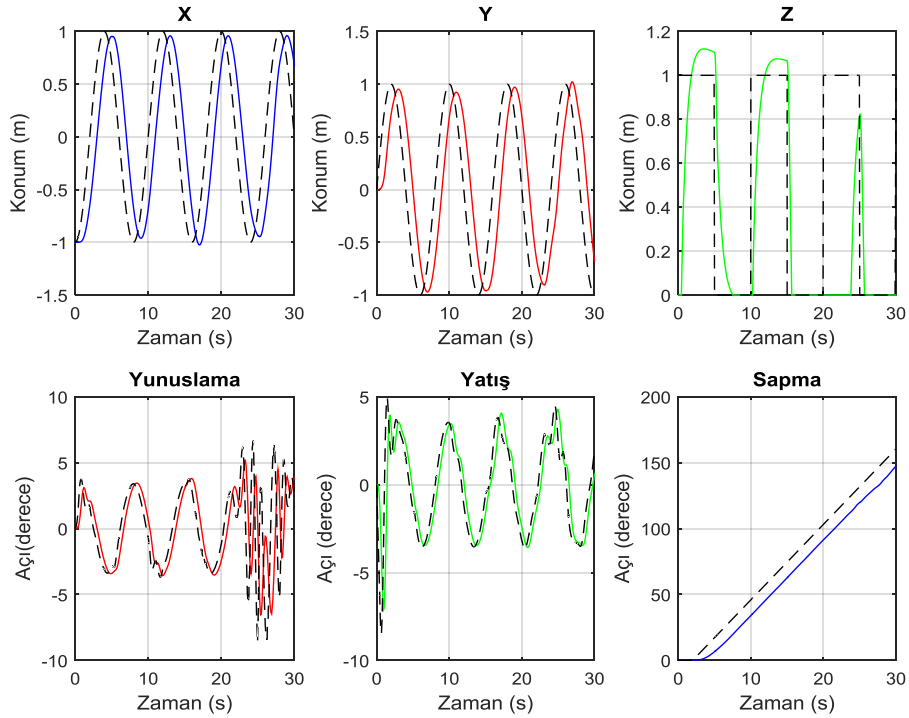 X
Y
Z
1
0.5
0
-0.5
-1
-1.5
Konum (m)
0 10 20 30
Zaman (s)
1.5
1
0.5
0
-0.5
-1
Konum (m)
0 10 20 30
Zaman (s)
1.2
1
0.8
0.6
0.4
0.2
0
Konum (m)
0 10 20 30
Zaman (s)
Yunuslama
Yatış
Sapma
10
5
0
-5
-10
Açı(derece)
0 10 20 30
Zaman (s)
5
0
-5
-10
Açı (derece)
0 10 20 30
Zaman (s)
200
150
100
50
0
Açı (derece)
0 10 20 30
Zaman (s)